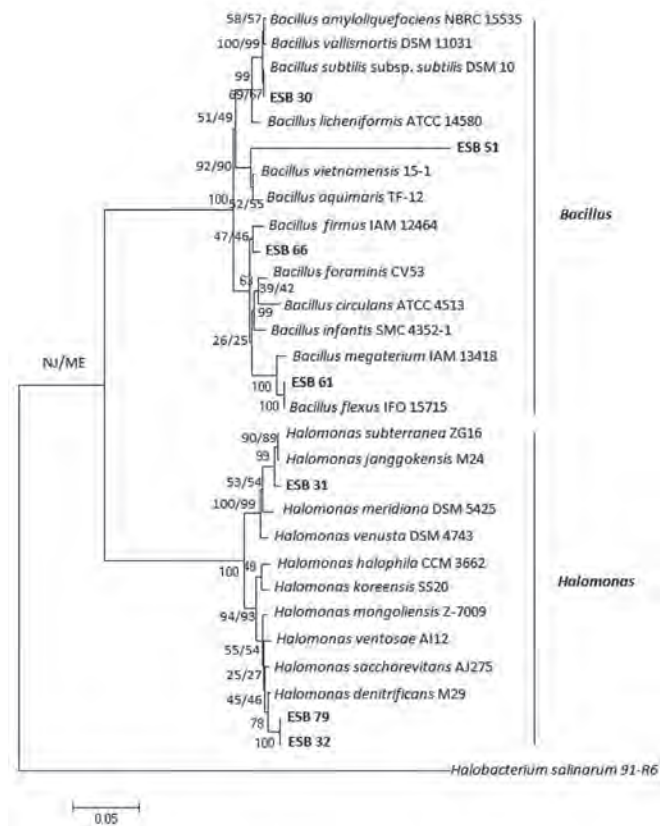 58/57
Bacillus amyloliquefaciens NBRC 15535
100/99
Bacillus vallismortis DSM 11031
99
Bacillus subtilis subsp. subtilis DSM 10
69/67
ESB 30
51/49
Bacillus licheniformis ATCC 14580
ESB 51
92/90
Bacillus vietnamensis 15-1
100
52/55
Bacillus aquimaris TF-12
Bacillus
47/46
Bacillus firmus IAM 12464
ESB 66
63
Bacillus foraminis CV53
39/42
Bacillus circulans ATCC 4513
99
Bacillus infantis SMC 4352-1
26/25
Bacillus megaterium IAM 13418
NJ/ME
100
ESB 61
100
Bacillus flexus IFO 15715
90/89
Halomonas subterranea ZG16
99
Halomonas janggokensis M24
53/54
ESB 31
100/99
Halomonas meridiana DSM 5425
Halomonas venusta DSM 4743
100
49
Halomonas halophila CCM 3662
Halomonas koreensis SS20
Halomonas
94/93
Halomonas mongoliensis Z-7009
55/54
Halomonas ventosae AI12
25/27
Halomonas saccharevitans AJ275
45/46
Halomonas denitrificans M29
78
ESB 79
100
ESB 32
Halobacterium salinarum 91-R6
0.05